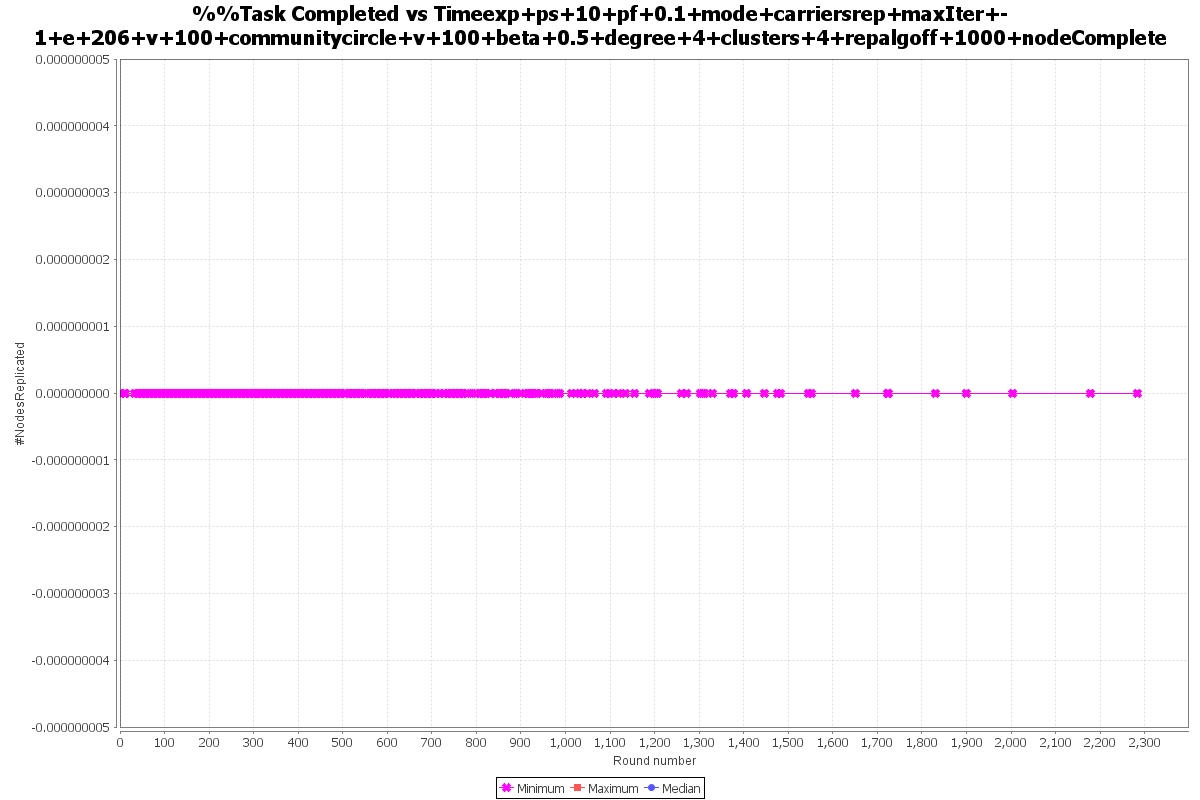 %%Task Completed vs Timeexp+ps+10+pf+0.1+mode+carriersrep+maxIter+-
1+e+206+v+100+communitycircle+v+100+beta+0.5+degree+4+clusters+4+repalgoff+1000+nodeComplete
0.000000005
0.000000004
0.000000003
0.000000002
0.000000001
0.000000000
-0.000000001
-0.000000002
-0.000000003
-0.000000004
-0.000000005
#NodesReplicated
0 100 200 300 400 500 600 700 800 900 1,000 1,100 1,200 1,300 1,400 1,500 1,600 1,700 1,800 1,900 2,000 2,100 2,200 2,300
Round number
Minimum Maximum Median